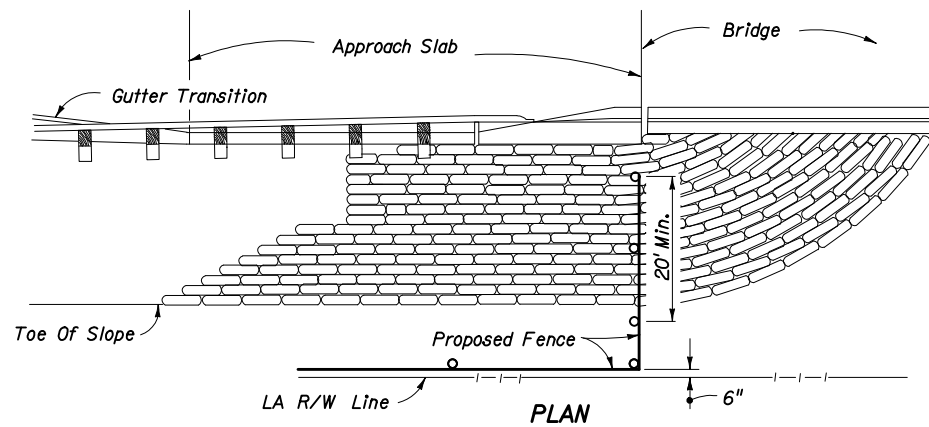 Bridge
Approach Slab
Gutter Transition
20' Min.
Toe Of Slope
Proposed Fence
LA R/W Line
6"
PLAN